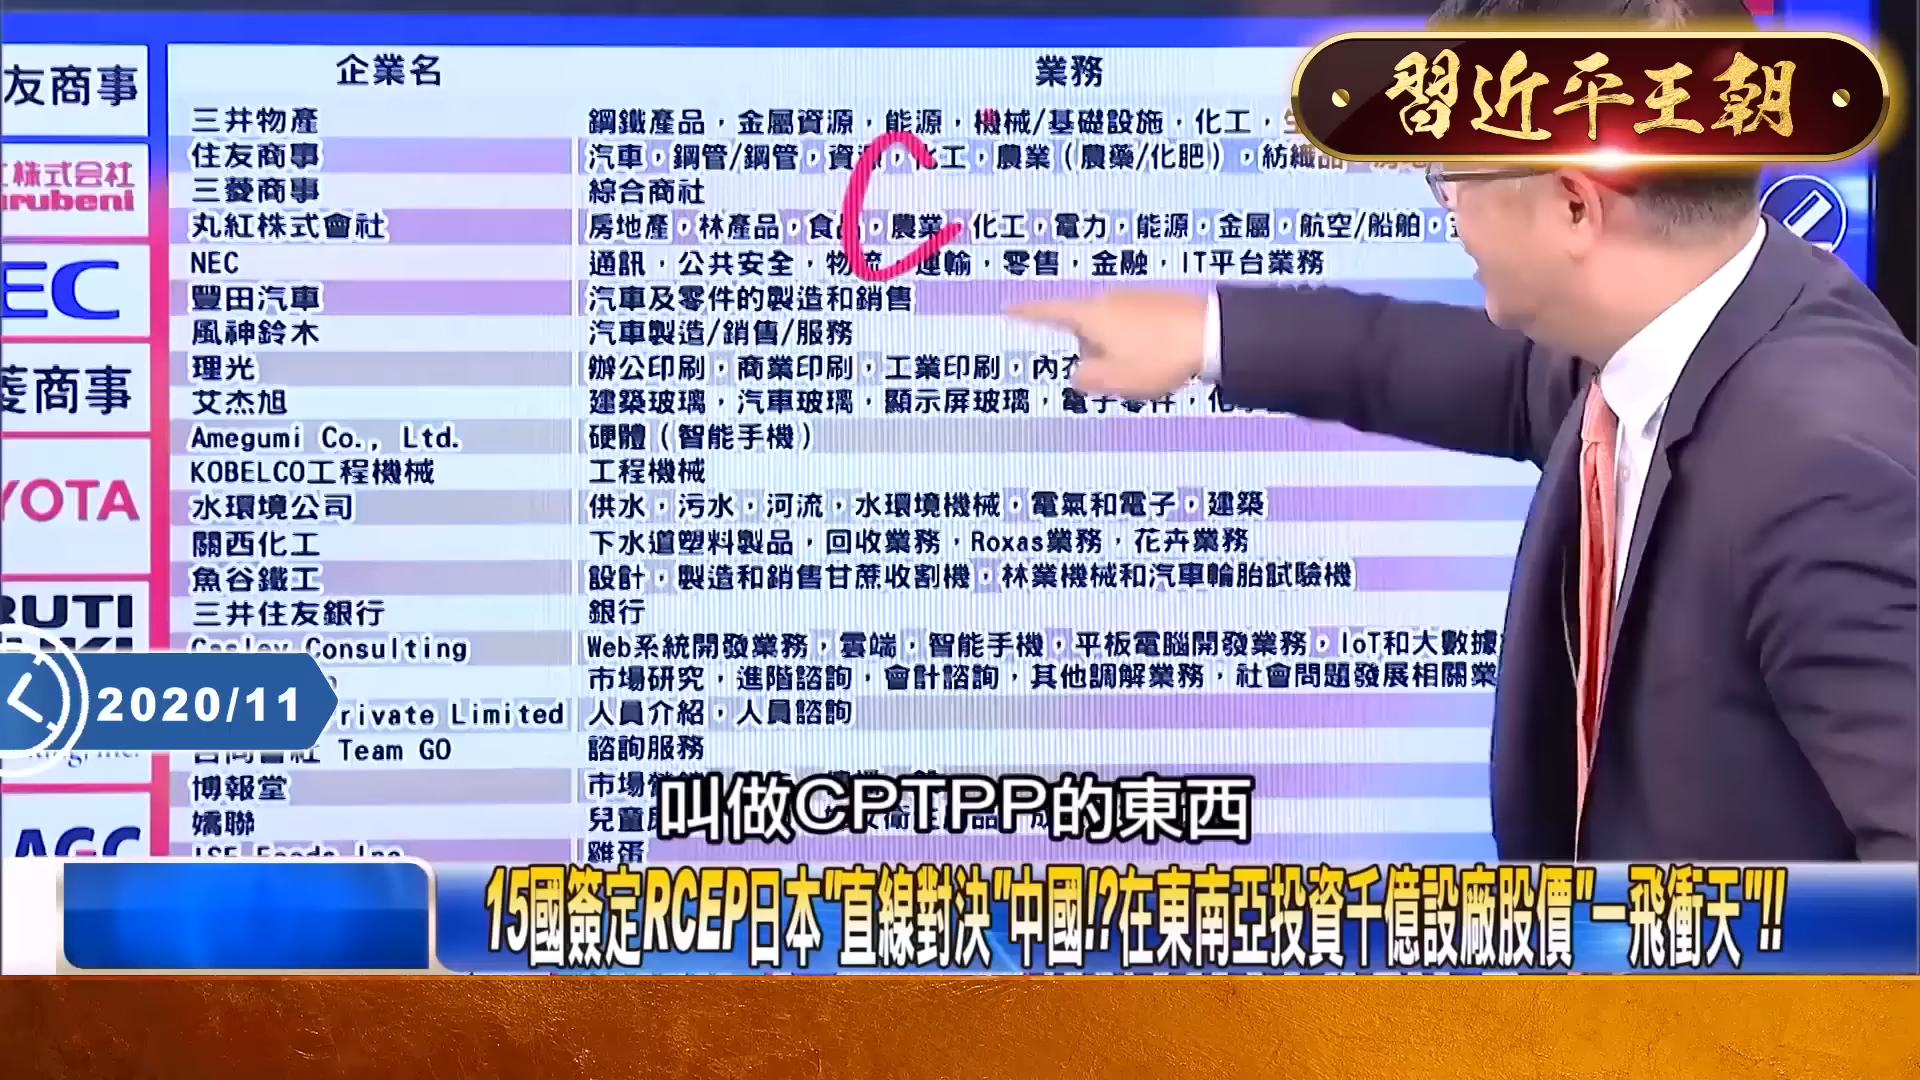 習近平王朝
友商事
株式会社
rubeni
EC
菱商事
YOTA
RUTI
AGC
企業名 業務
三井物產 鋼鐵產品，金屬資源，能源，機械/基礎設施，化工，
住友商事 汽車，鋼管/鋼管，資源，化工，農業（農藥/化肥），紡織品
三菱商事 綜合商社
丸紅株式會社 房地產，林產品，食品，農業，化工，電力，能源，金屬，航空/船舶，
NEC 通訊，公共安全，物流，運輸，零售，金融，IT平台業務
豐田汽車 汽車及零件的製造和銷售
風神鈴木 汽車製造/銷售/服務
理光 辦公印刷，商業印刷，工業印刷，內衣
艾杰旭 建築玻璃，汽車玻璃，顯示屏玻璃，電子零件，化
Amegumi Co., Ltd. 硬體（智能手機）
KOBELCO工程機械 工程機械
水環境公司 供水，污水，河流，水環境機械，電氣和電子，建築
關西化工 下水道塑料製品，回收業務，Roxas業務，花卉業務
魚谷鐵工 設計，製造和銷售甘蔗收割機，林業機械和汽車輪胎試驗機
三井住友銀行 銀行
Consulting Web系統開發業務，雲端，智能手機，平板電腦開發業務，IoT和大數據
市場研究，進階諮詢，會計諮詢，其他調解業務，社會問題發展相關業
rivate Limited 人員介紹，人員諮詢
Team GO 諮詢服務
博報堂 市場
嬌聯 兒童
雞蛋
2020/11
叫做CPTPP的東西
15國簽定RCEP日本"直線對決"中國!?在東南亞投資千億設廠股價"一飛衝天"!!